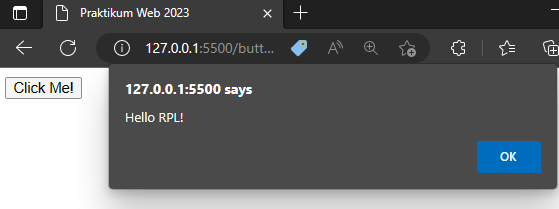 Praktikum Web 2023
127.0.0.1:5500/butt...
Click Me!
127.0.0.1:5500 says
Hello RPL!
OK